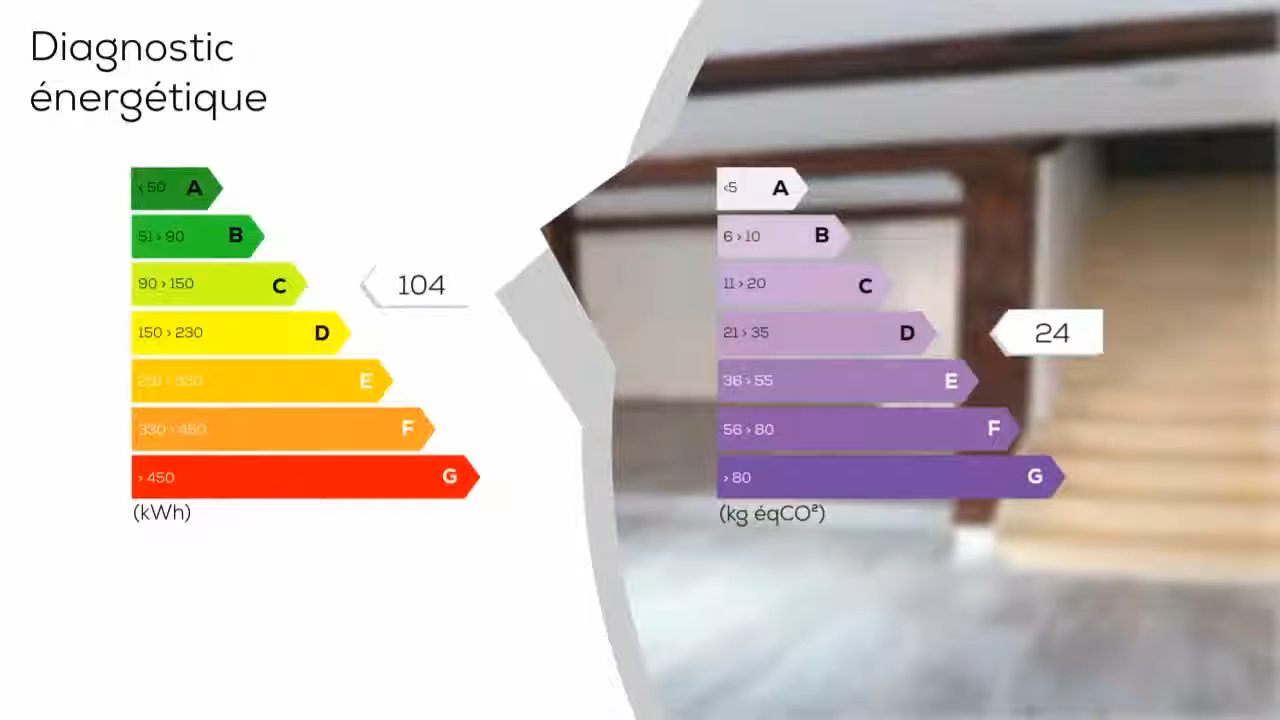 Diagnostic
énergétique
< 50 A
51 > 90 B
90 > 150 C
104
150 > 230 D
E
330 > 450 F
> 450 G
(kWh)
<5 A
6 > 10 B
11 > 20 C
21 > 35 D
24
36 > 55 E
56 > 80 F
> 80 G
(kg éqCO²)